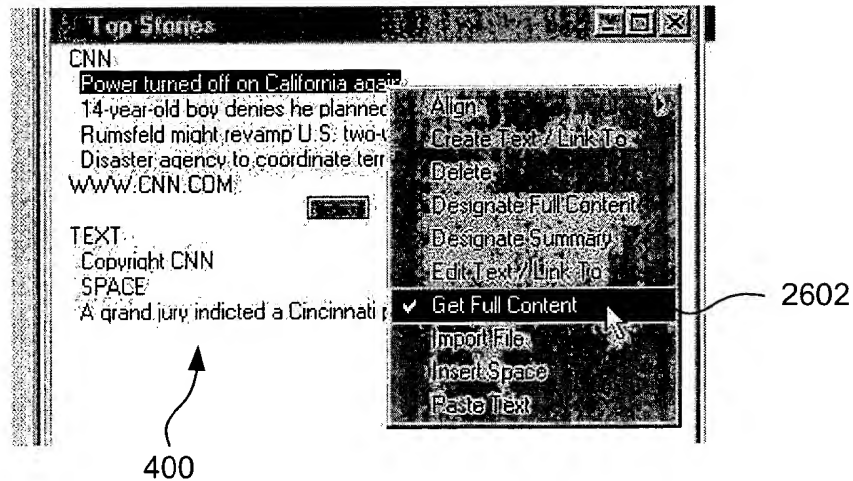 Top Stories
CNN
Power turned off on California again
14-year-old boy denies he planned
Rumsfeld might revamp U.S. two-
Disaster agency to coordinate terr
WWW.CNN.COM
TEXT
Copyright CNN
SPACE
A grand jury indicted a Cincinnati p
Align
Create Text / Link To
Delete
Designate Full Content
Designate Summary
Edit Text / Link To
Get Full Content
Import File
Insert Space
Paste Text
2602
400